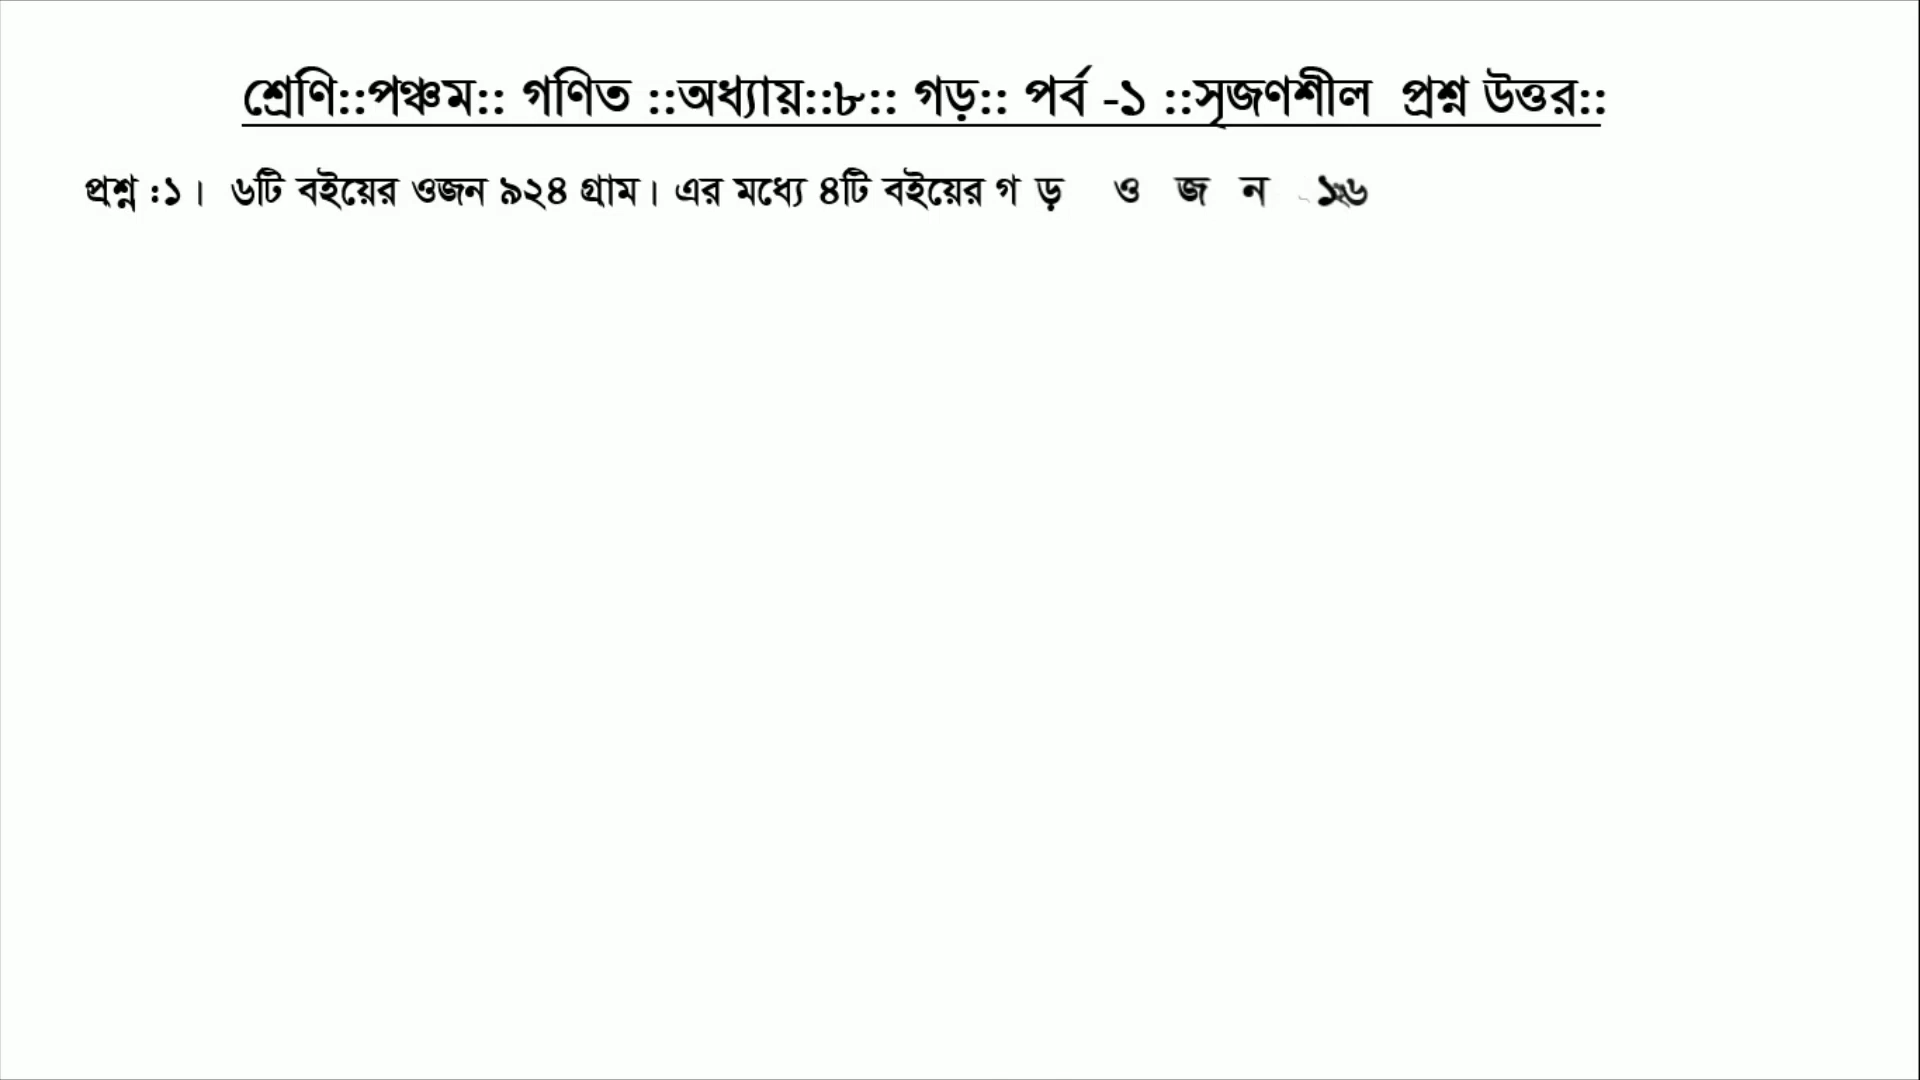 শ্রেণি::পঞ্চম:: গণিত ::অধ্যায়::৮:: গড়:: পর্ব -১ ::সৃজণশীল প্রশ্ন উত্তর::
প্রশ্ন :১। ৬টি বইয়ের ওজন ৯২৪ গ্রাম। এর মধ্যে ৪টি বইয়ের গ ড় ও জ ন